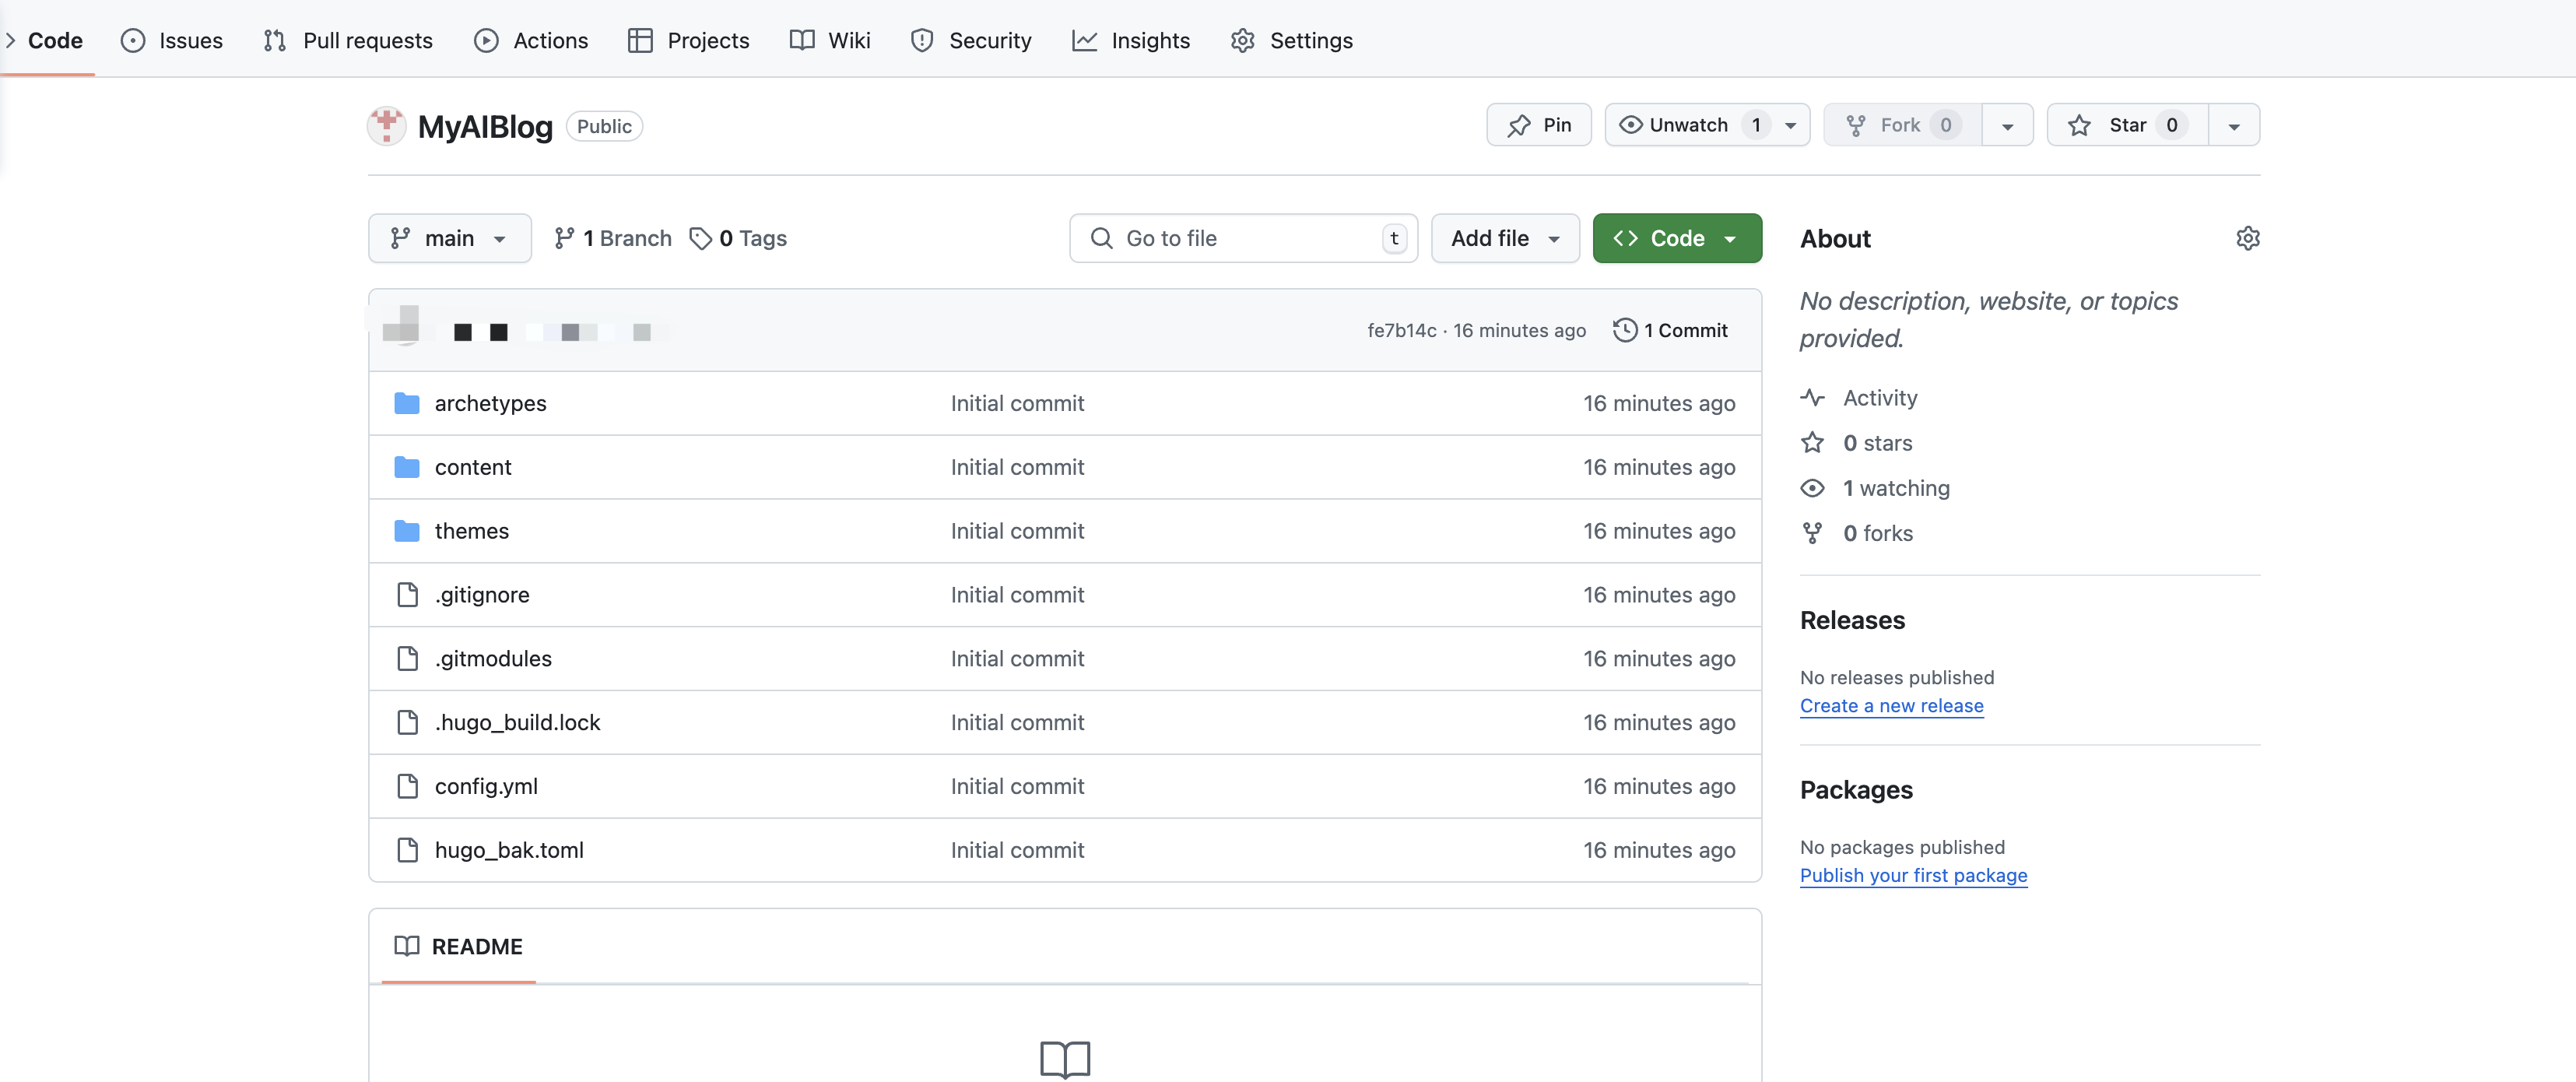 Code Issues Pull requests Actions Projects Wiki Security Insights Settings
MyAIBlog Public Pin Unwatch 1 Fork 0 Star 0
main 1 Branch 0 Tags Go to file t Add file Code
fe7b14c · 16 minutes ago 1 Commit
archetypes Initial commit 16 minutes ago
content Initial commit 16 minutes ago
themes Initial commit 16 minutes ago
.gitignore Initial commit 16 minutes ago
.gitmodules Initial commit 16 minutes ago
.hugo_build.lock Initial commit 16 minutes ago
config.yml Initial commit 16 minutes ago
hugo_bak.toml Initial commit 16 minutes ago
README
About
No description, website, or topics
provided.
Activity
0 stars
1 watching
0 forks
Releases
No releases published
Create a new release
Packages
No packages published
Publish your first package